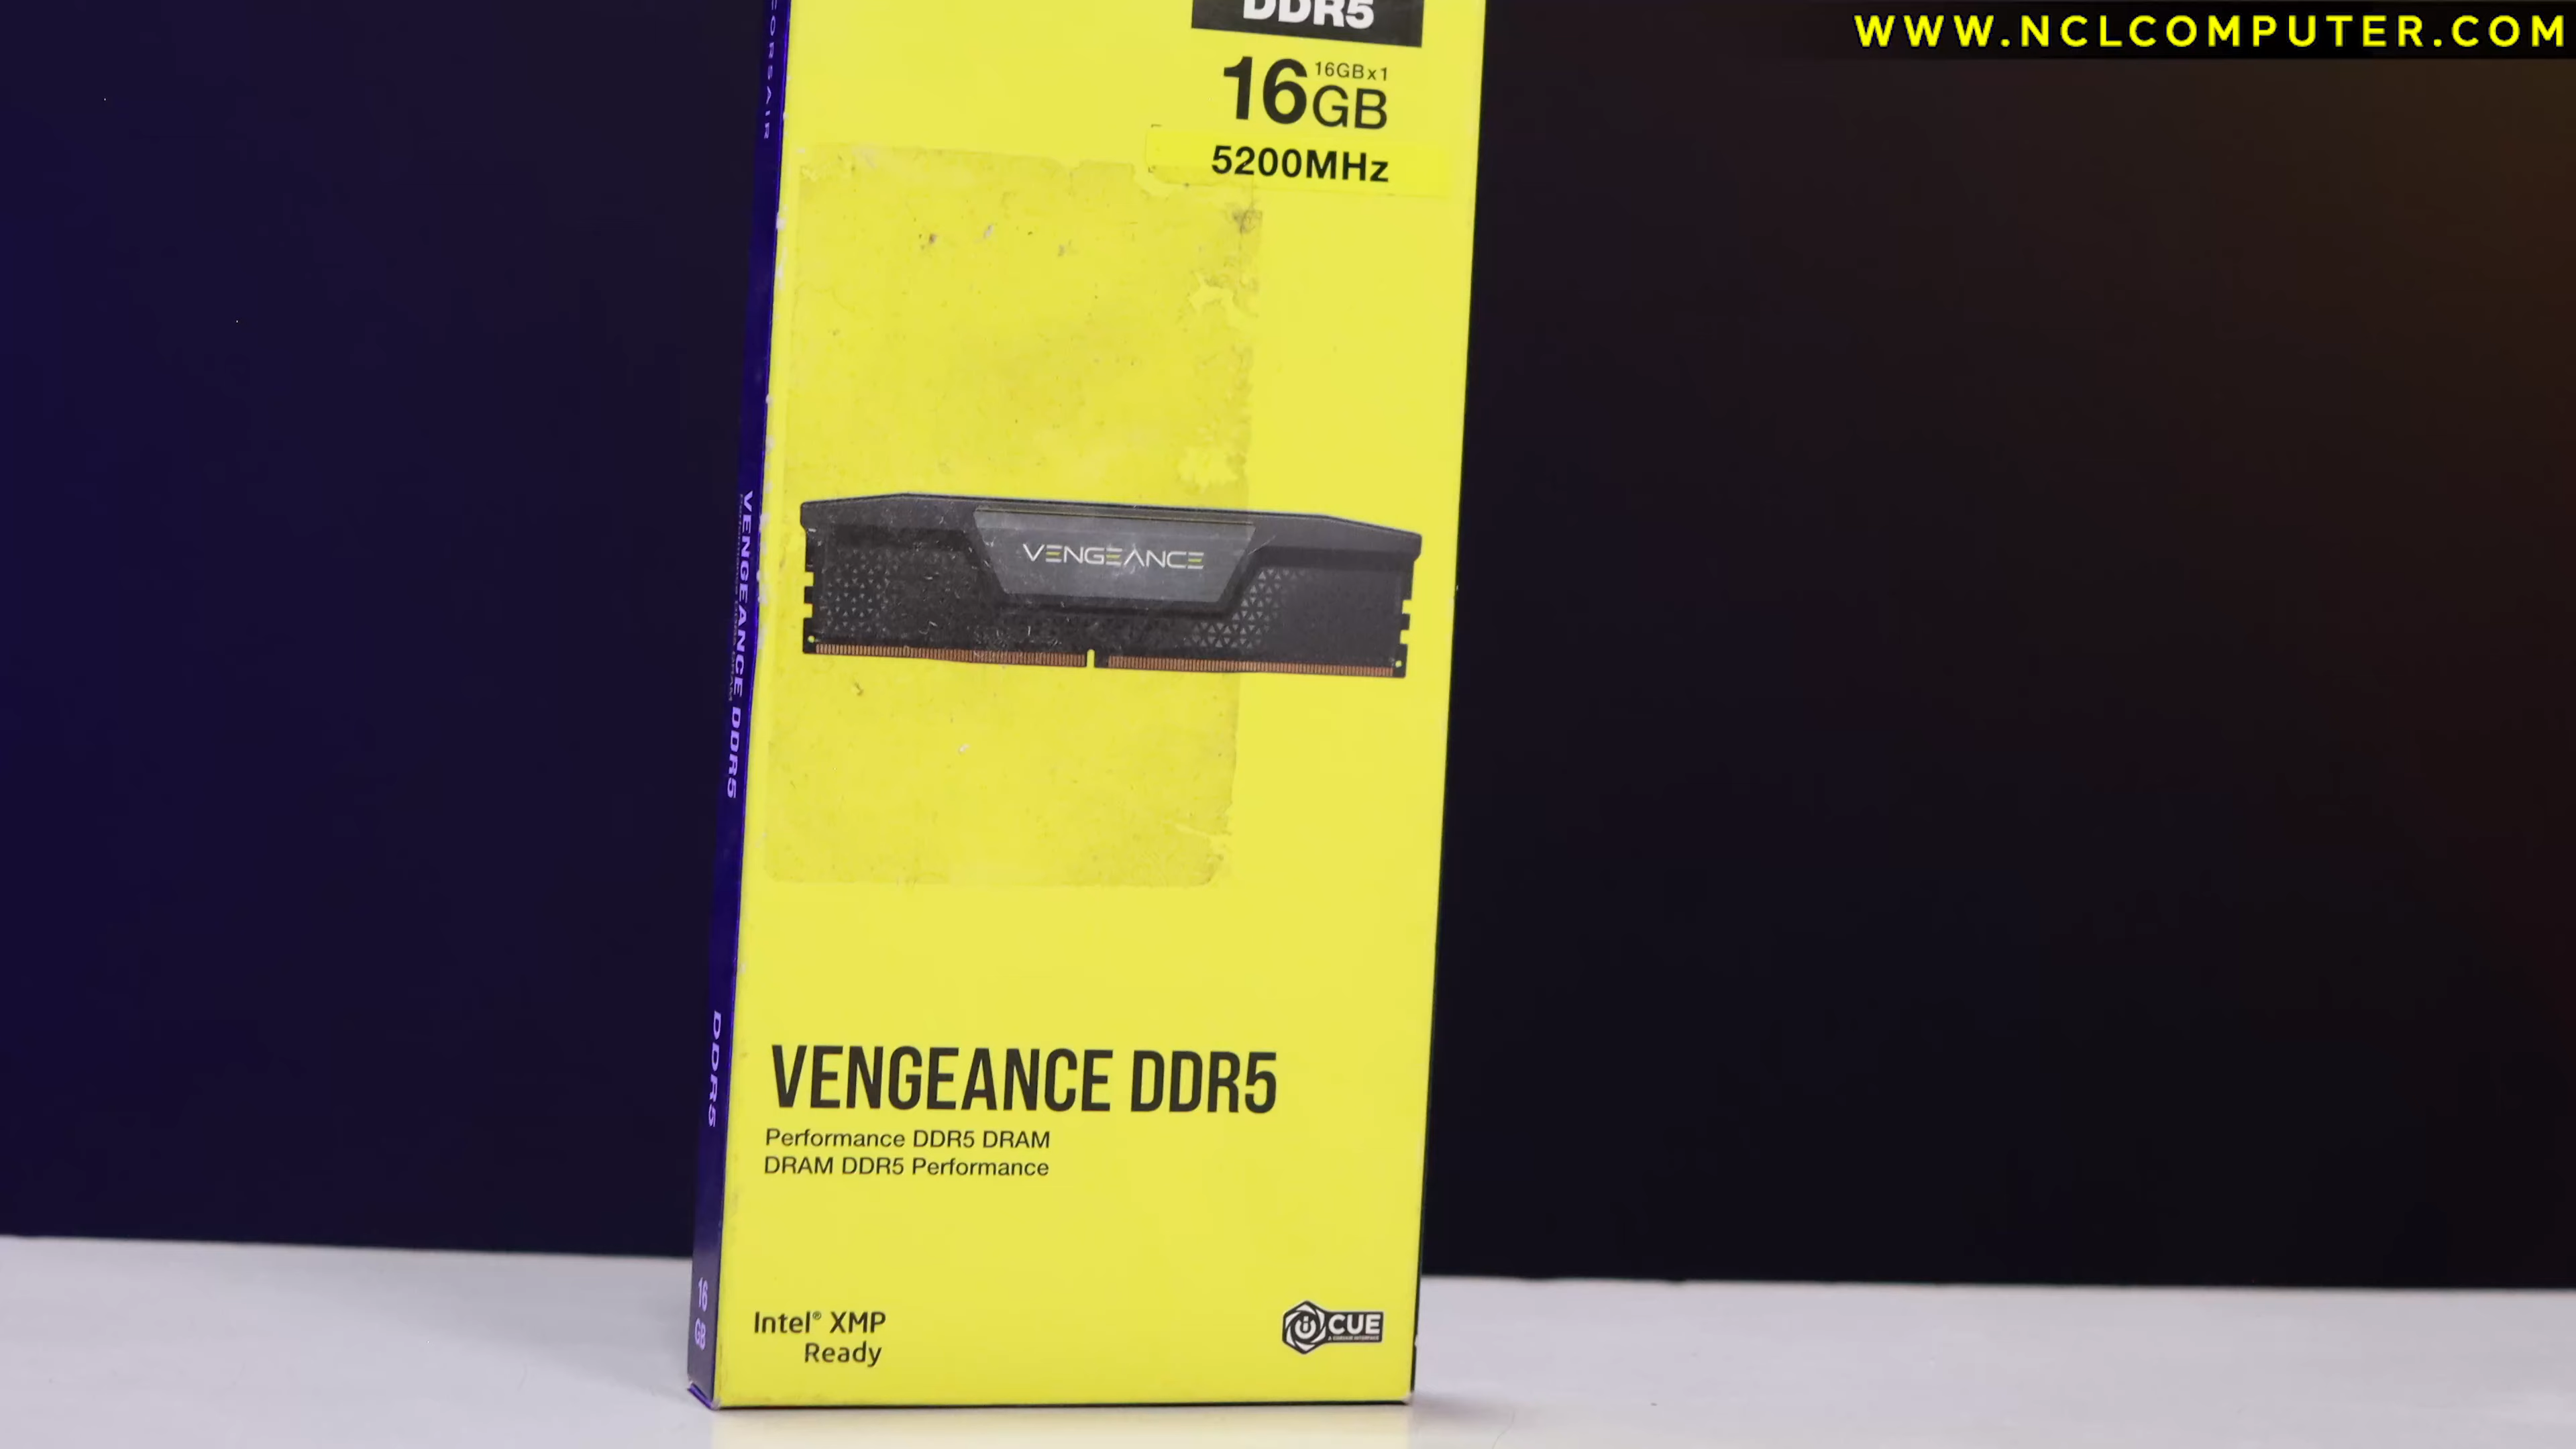 WWW.NCLCOMPUTER.COM
DDR5
16GBx1
16GB
5200MHz
CORSAIR
VENGEANCE
VENGEANCE DDR5
DDR5
16 GB
VENGEANCE DDR5
Performance DDR5 DRAM
DRAM DDR5 Performance
Intel® XMP
Ready
iCUE